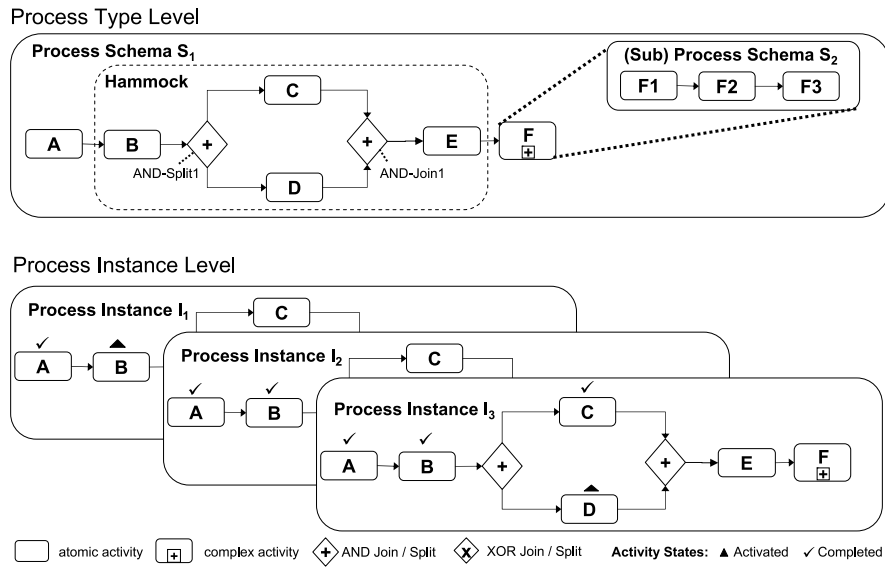 Process Type Level
Process Schema S1
(Sub) Process Schema S2
F1 F2 F3
Hammock
C
A B + + E F
+
AND-Split1 AND-Join1
D
Process Instance Level
Process Instance I1
C
A B
Process Instance I2
C
A B
Process Instance I3
C
A B + + E F
+
D
+ atomic activity + complex activity + AND Join / Split X XOR Join / Split Activity States: ▲ Activated ✓ Completed